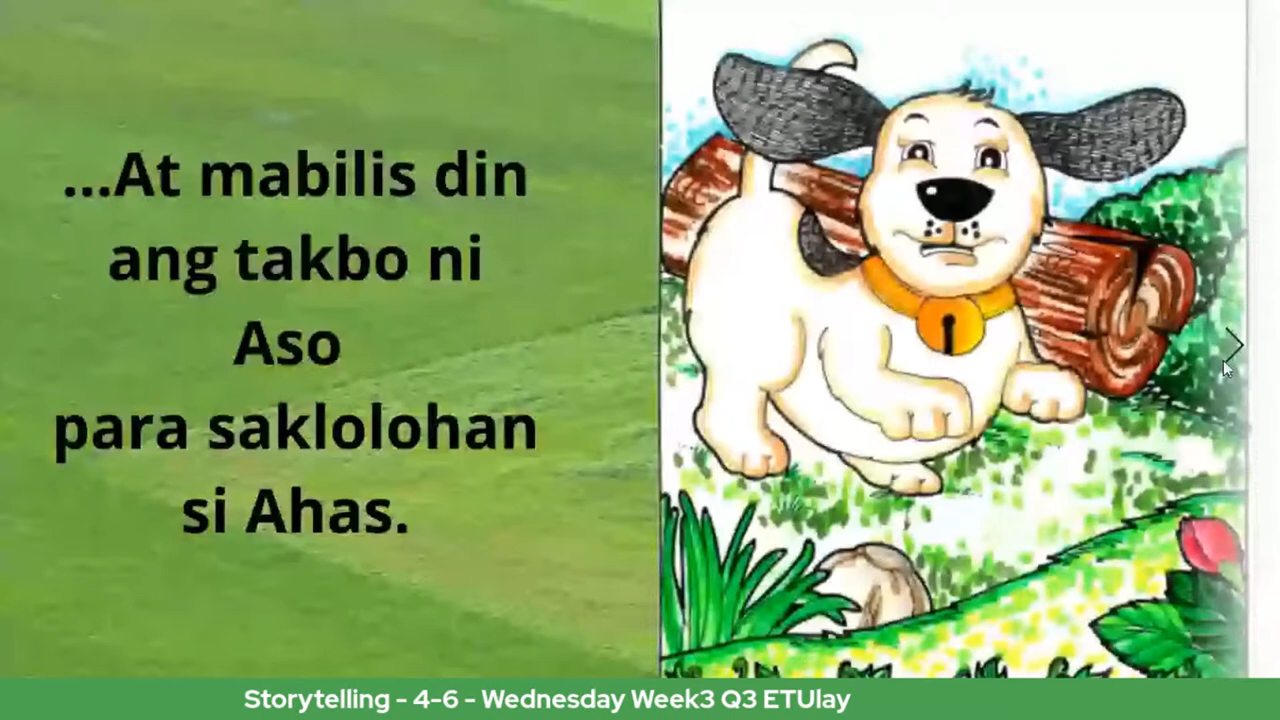 ...At mabilis din
ang takbo ni
Aso
para saklolohan
si Ahas.
Storytelling - 4-6 - Wednesday Week3 Q3 ETUlay